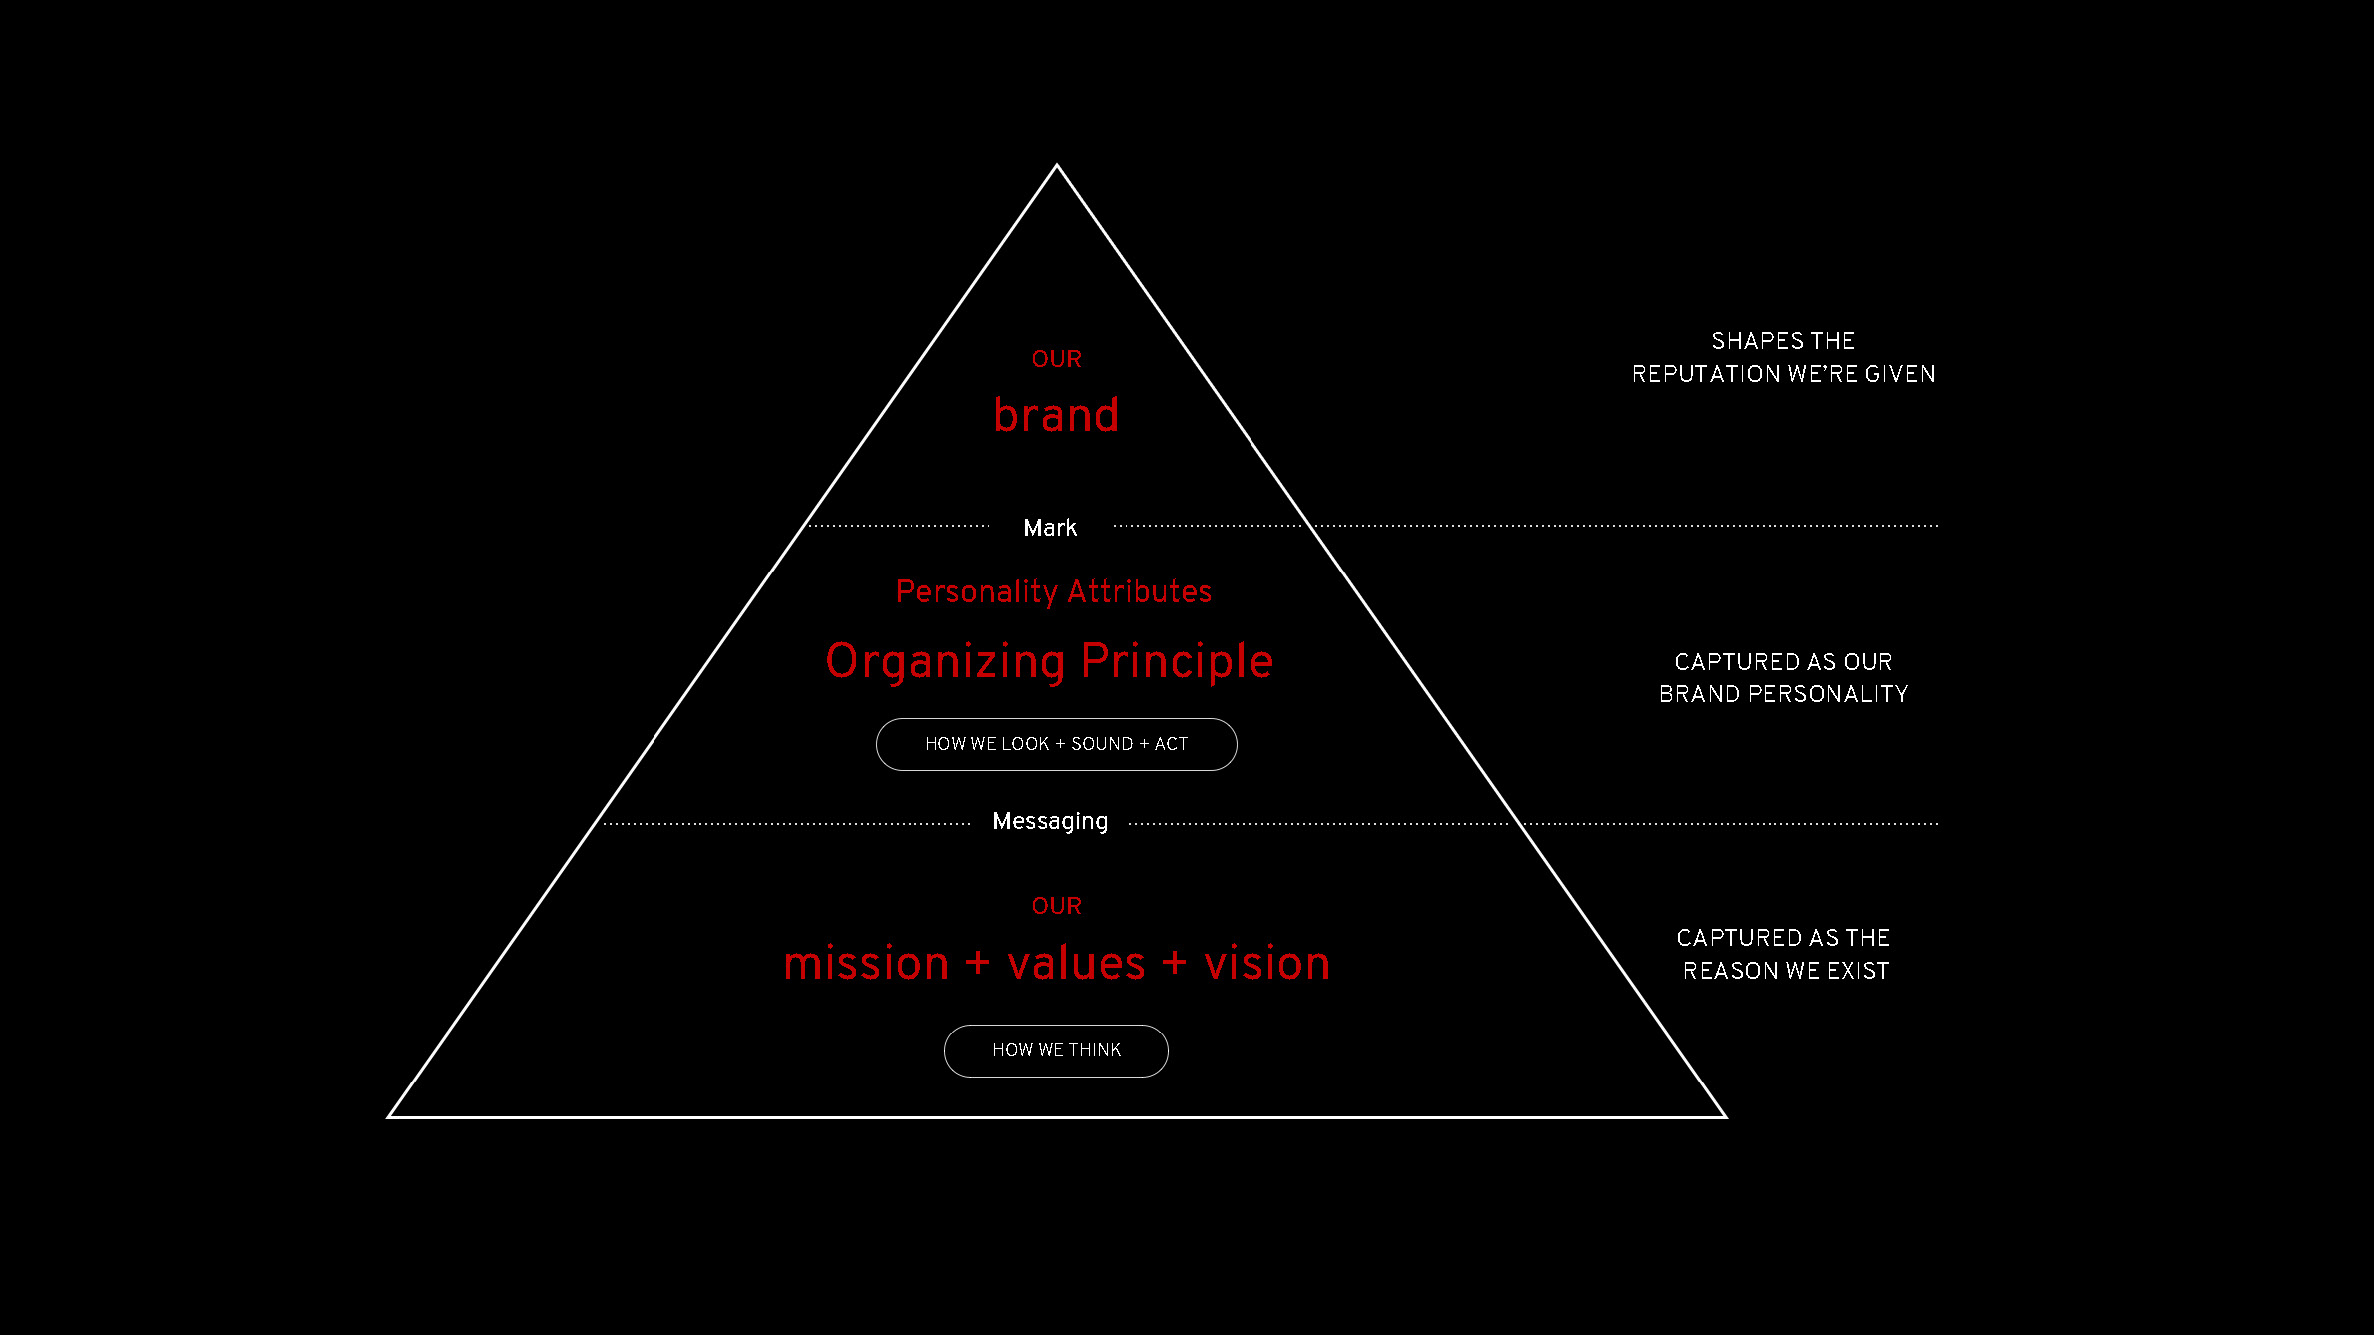 OUR
brand
SHAPES THE
REPUTATION WE’RE GIVEN
Mark
Personality Attributes
Organizing Principle
HOW WE LOOK + SOUND + ACT
CAPTURED AS OUR
BRAND PERSONALITY
Messaging
OUR
mission + values + vision
HOW WE THINK
CAPTURED AS THE
REASON WE EXIST